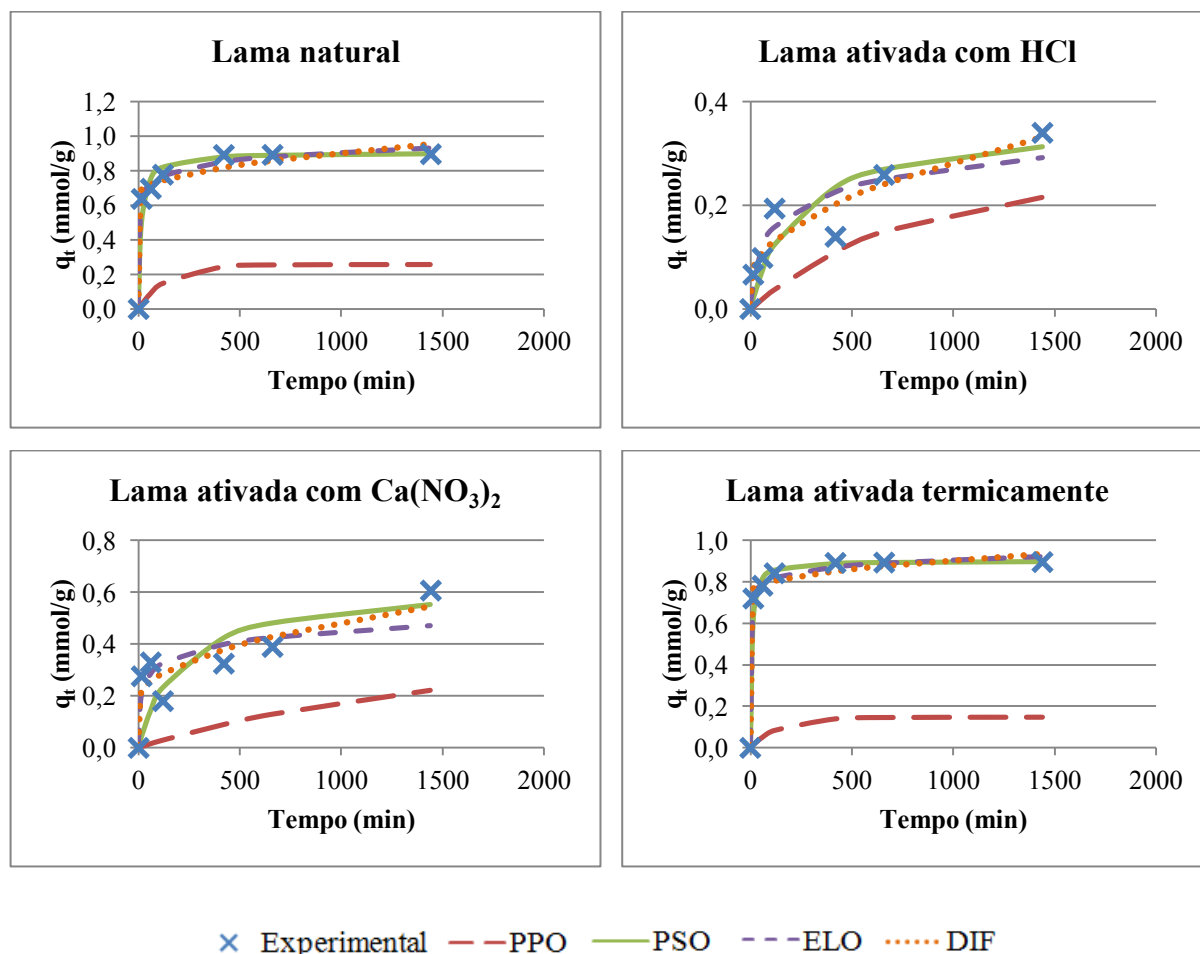 Lama natural
1,2
1,0
0,8
0,6
0,4
0,2
0,0
q_t (mmol/g)
0 500 1000 1500 2000
Tempo (min)
Lama ativada com HCl
0,4
0,2
0,0
q_t (mmol/g)
0 500 1000 1500 2000
Tempo (min)
Lama ativada com Ca(NO₃)₂
0,8
0,6
0,4
0,2
0,0
q_t (mmol/g)
0 500 1000 1500 2000
Tempo (min)
Lama ativada termicamente
1,0
0,8
0,6
0,4
0,2
0,0
q_t (mmol/g)
0 500 1000 1500 2000
Tempo (min)
Experimental PPO PSO ELO DIF